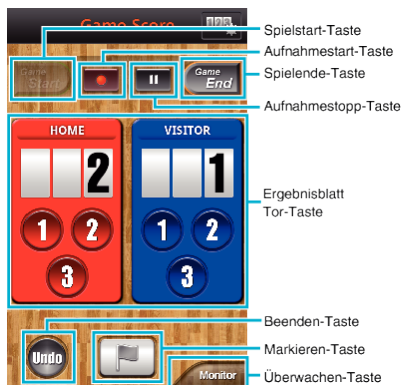 Game Score
123
Spielstart-Taste
Aufnahmestart-Taste
Game
Start
Game
End
Spielende-Taste
Aufnahmestopp-Taste
HOME
VISITOR
2
1
Ergebnisblatt
Tor-Taste
1
2
1
2
3
3
Beenden-Taste
Undo
Markieren-Taste
Monitor
Überwachen-Taste